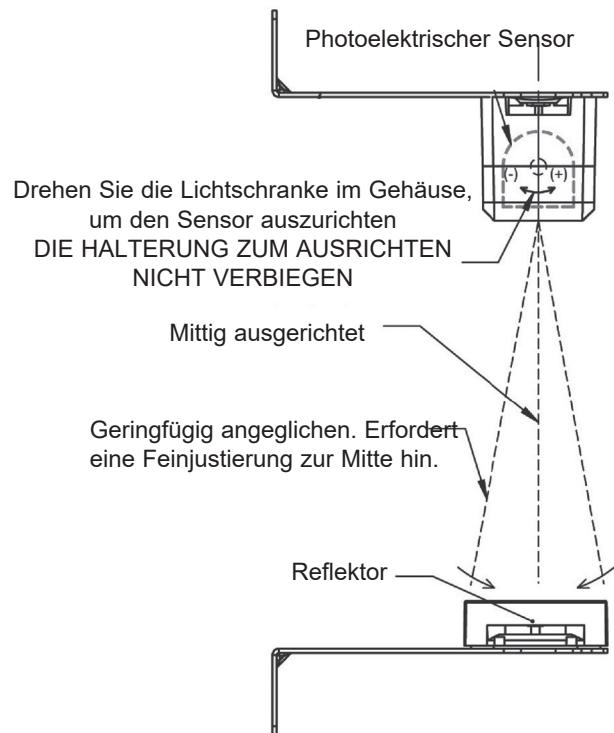 Photoelektrischer Sensor
(-) (+)
Drehen Sie die Lichtschranke im Gehäuse,
um den Sensor auszurichten
DIE HALTERUNG ZUM AUSRICHTEN
NICHT VERBIEGEN
Mittig ausgerichtet
Geringfügig angeglichen. Erfordert
eine Feinjustierung zur Mitte hin.
Reflektor